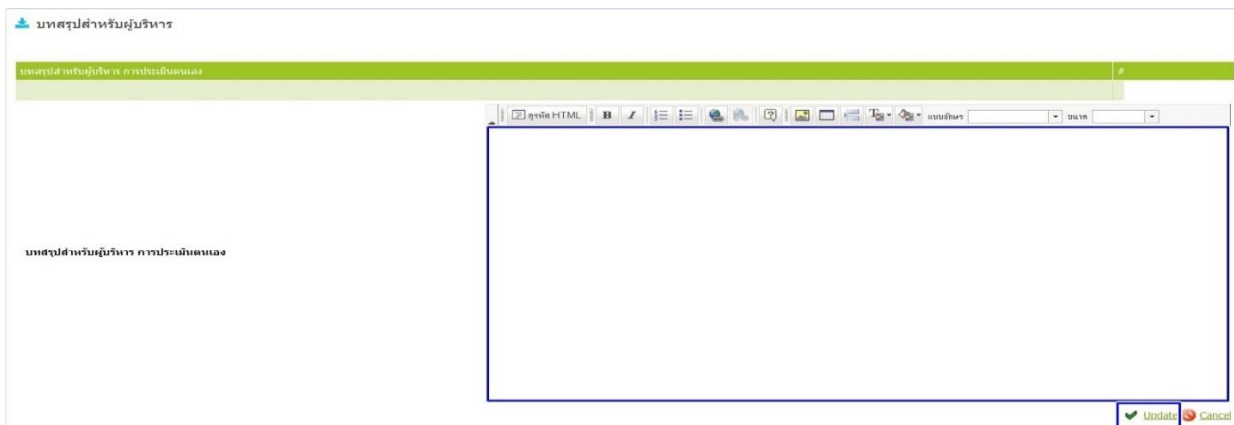 บทสรุปสำหรับผู้บริหาร
บทสรุปสำหรับผู้บริหาร การประเมินตนเอง #
ดูรหัส HTML B I แบบอักษร ขนาด
บทสรุปสำหรับผู้บริหาร การประเมินตนเอง
Update Cancel